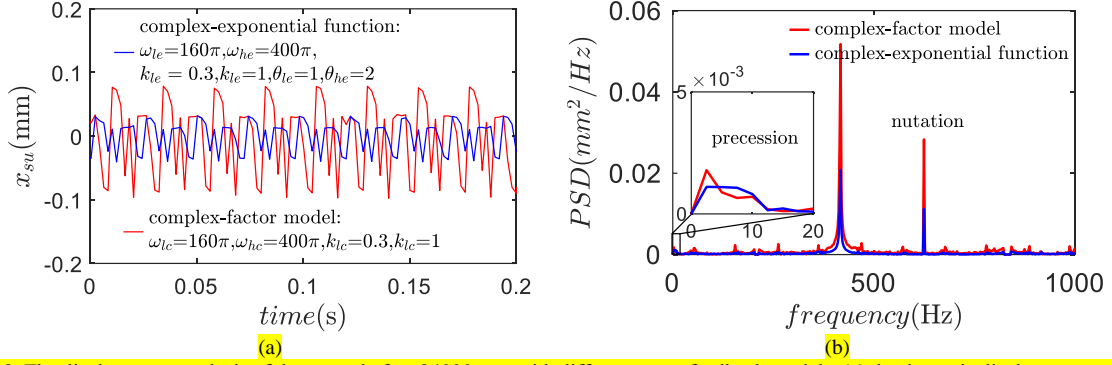 (a)
0.2
0.1
0
-0.1
-0.2
x_su(mm)
complex-exponential function:
ω_le=160π,ω_he=400π,
k_le = 0.3,k_le=1,θ_le=1,θ_he=2
complex-factor model:
ω_lc=160π,ω_hc=400π,k_lc=0.3,k_lc=1
0 0.05 0.1 0.15 0.2
time(s)
(a)
(b)
0.06
0.04
0.02
0
PSD(mm²/Hz)
complex-factor model
complex-exponential function
5 × 10⁻³
precession
0
0 10 20
nutation
0 500 1000
frequency(Hz)
(b)